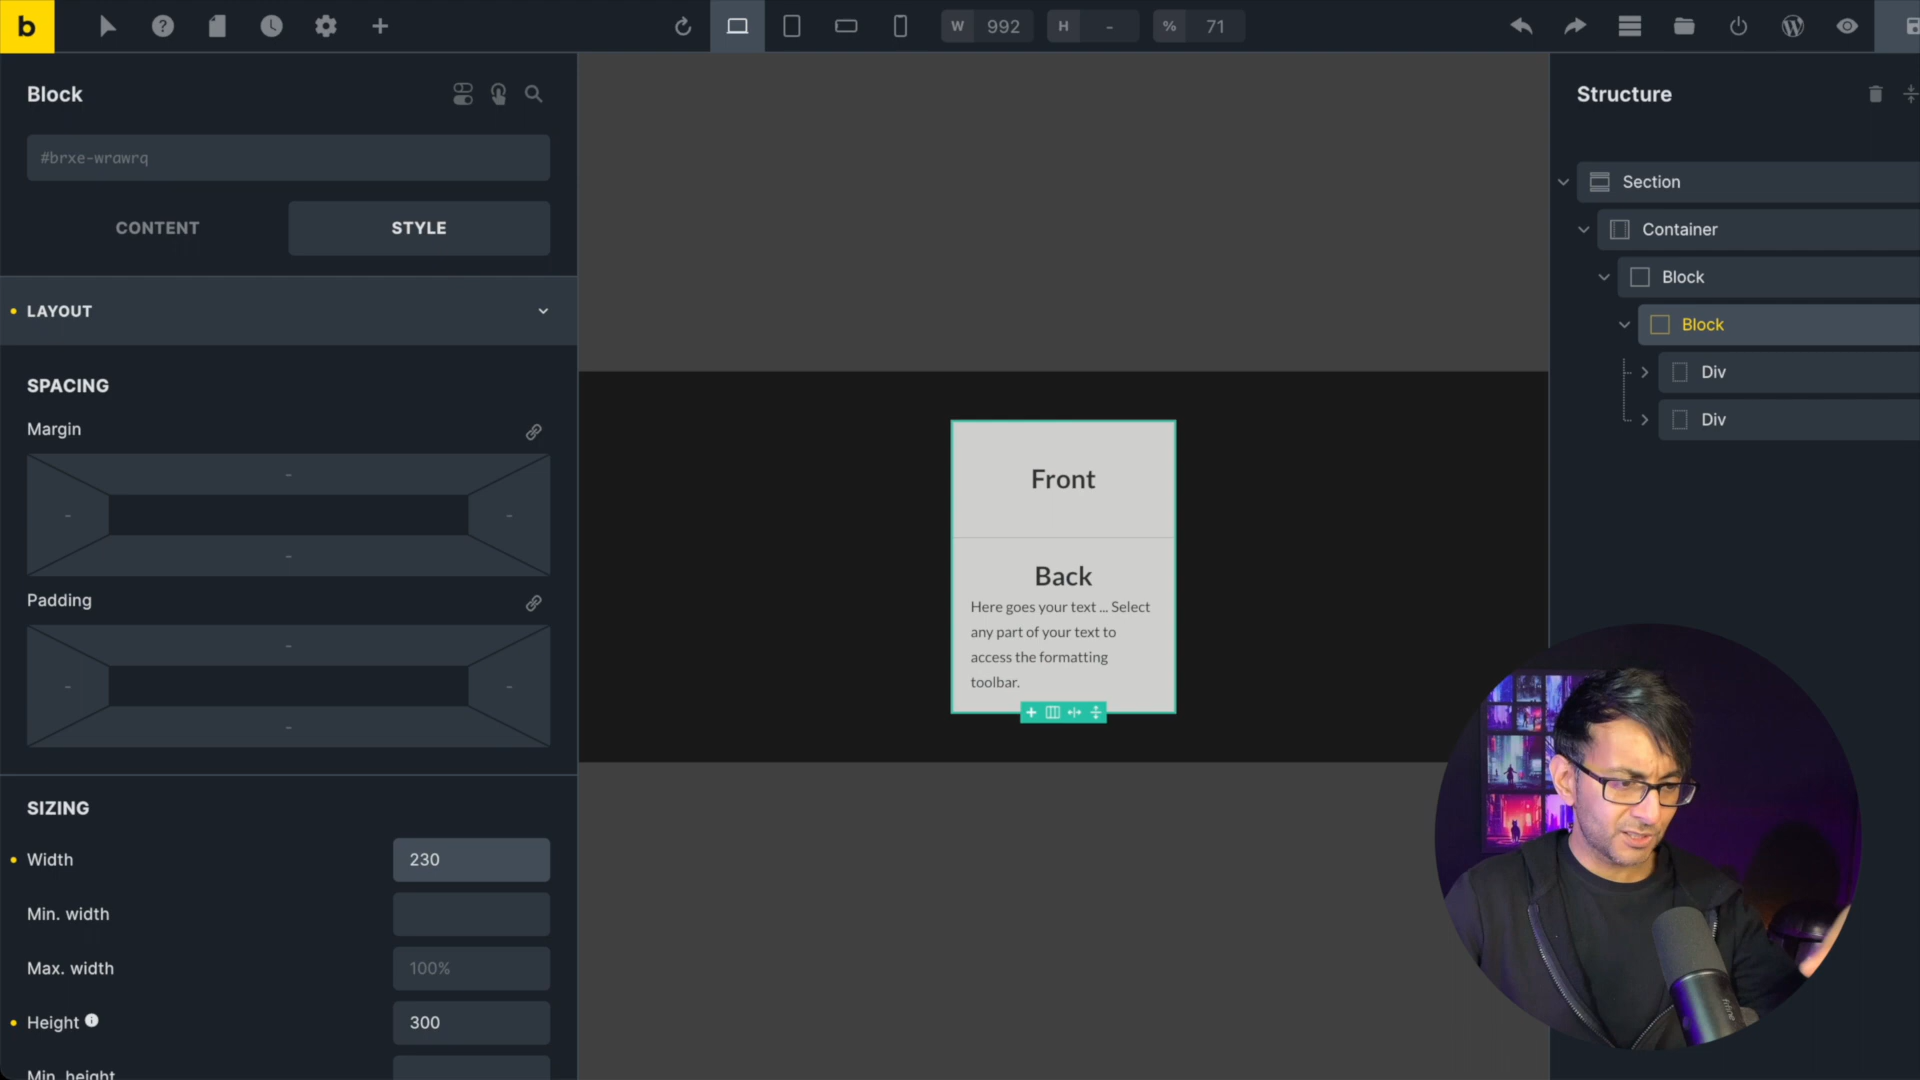 b
W 992 H - % 71
Block
#brxe-wrawrq
CONTENT STYLE
LAYOUT
SPACING
Margin
-
- -
-
Padding
-
- -
-
SIZING
Width 230
Min. width
Max. width 100%
Height 300
Min. height
Front
Back
Here goes your text ... Select
any part of your text to
access the formatting
toolbar.
Structure
Section
Container
Block
Block
Div
Div